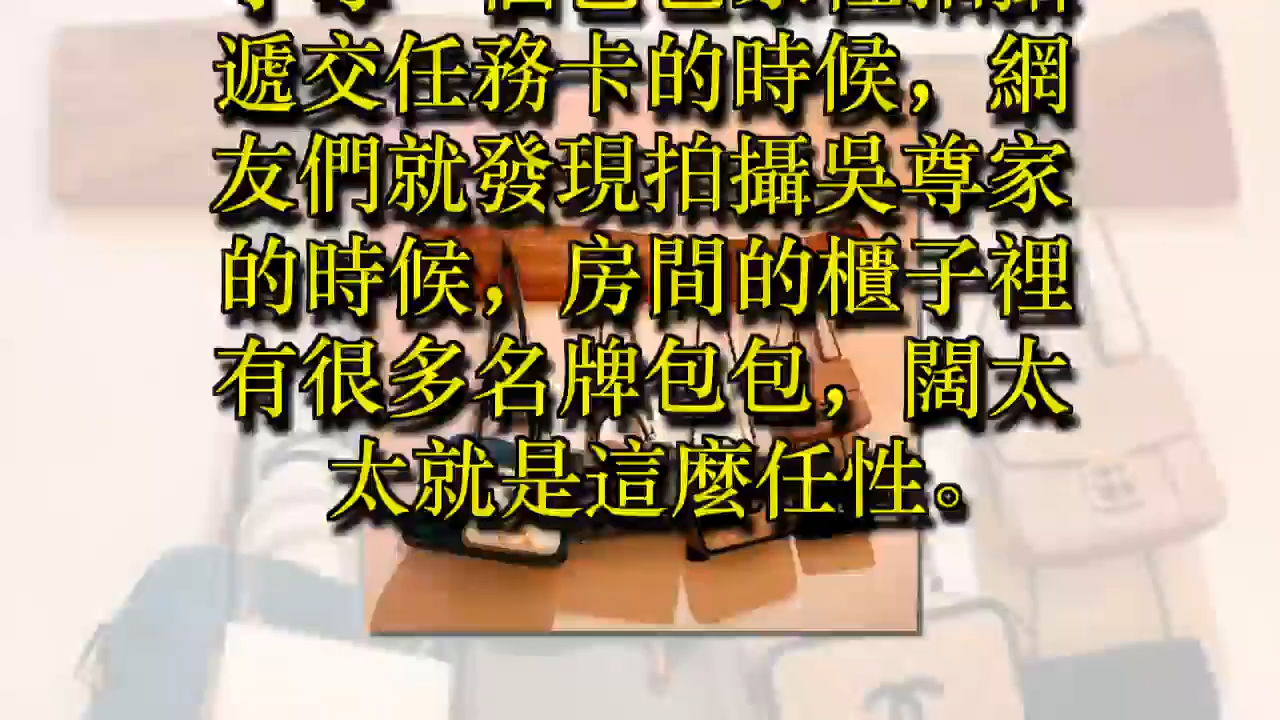 遞交任務卡的時候，網
友們就發現拍攝吳尊家
的時候，房間的櫃子裡
有很多名牌包包，闊太
太就是這麼任性。